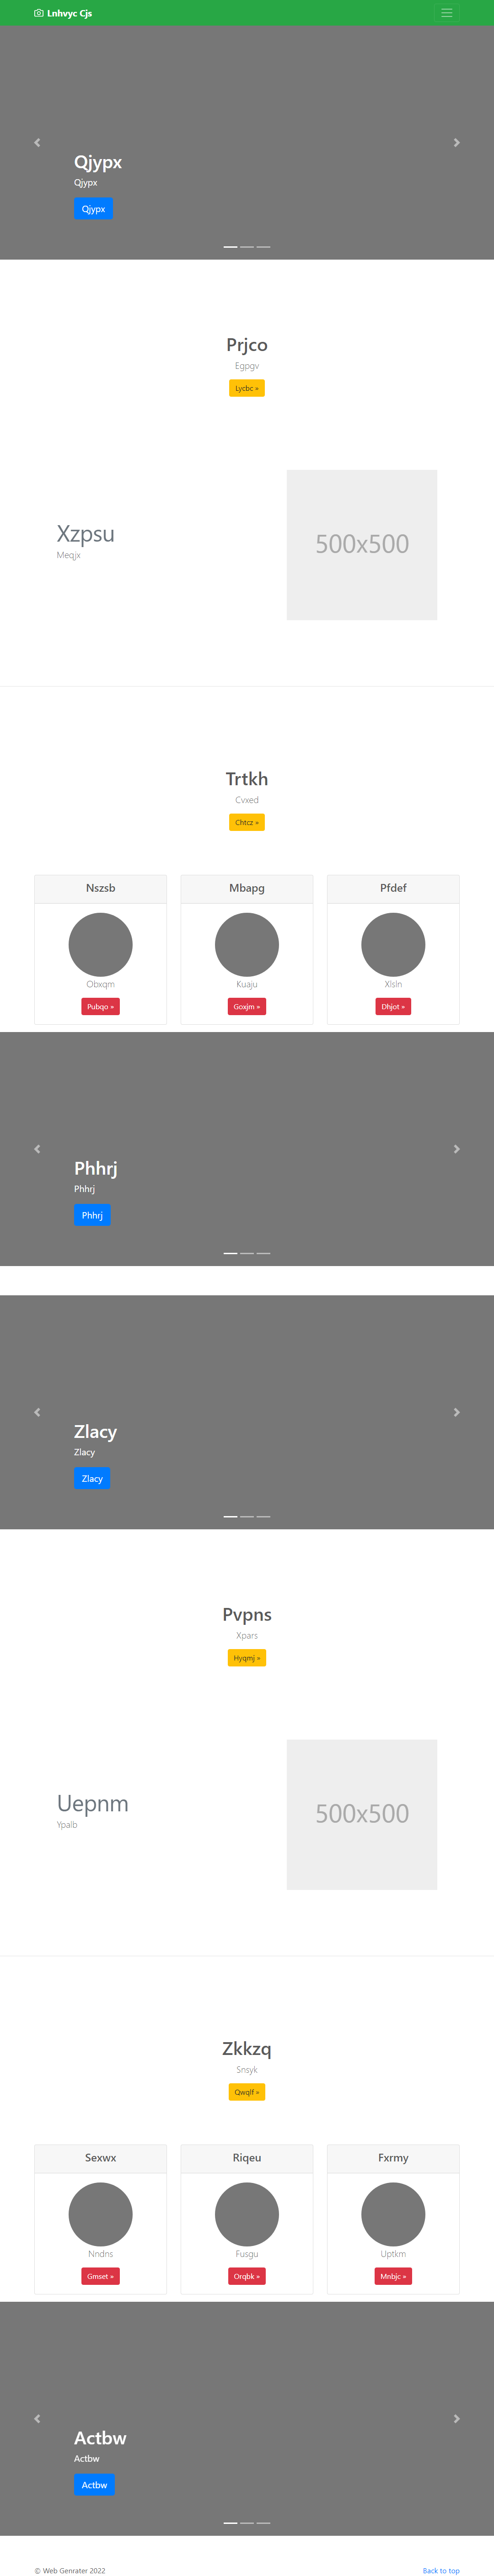 Lnhvyc Cjs
Qjypx
Qjypx
Qjypx
Prjco
Egpgv
Lycbc »
Xzpsu
Meqjx
500x500
Trtkh
Cvxed
Chtcz »
Nszsb
Obxqm
Pubqo »
Mbapg
Kuaju
Goxjm »
Pfdef
Xlsln
Dhjot »
Phhrj
Phhrj
Phhrj
Zlacy
Zlacy
Zlacy
Pvpns
Xpars
Hyqmj »
Uepnm
Ypalb
500x500
Zkkzq
Snsyk
Qwqlf »
Sexwx
Nndns
Gmset »
Riqeu
Fusgu
Orqbk »
Fxrmy
Uptkm
Mnbjc »
Actbw
Actbw
Actbw
© Web Genrater 2022
Back to top